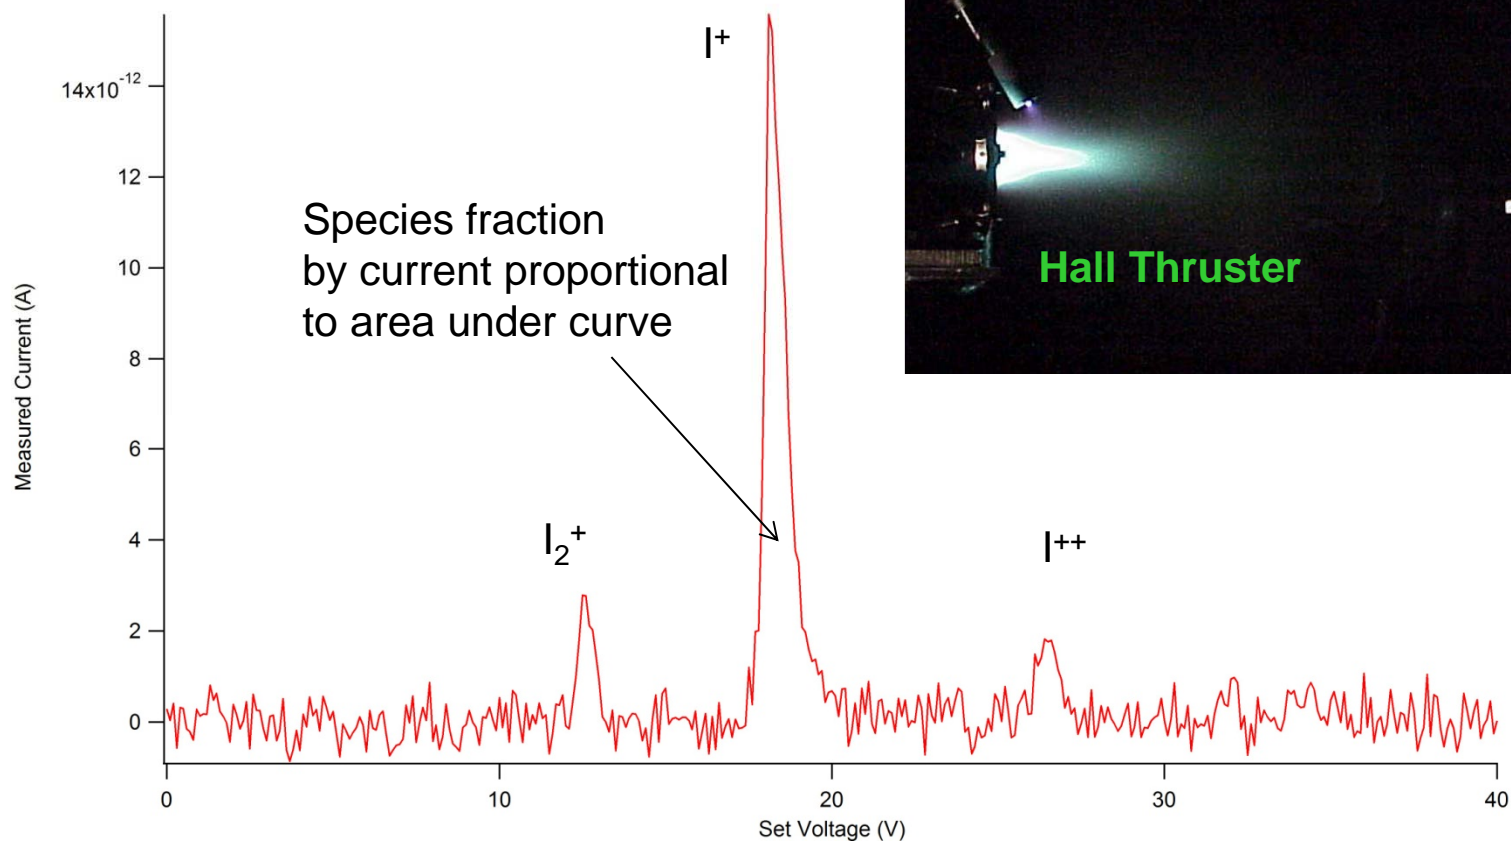 I⁺
14x10⁻¹²
12
Species fraction
by current proportional
to area under curve
10
Hall Thruster
8
Measured Current (A)
6
I₂⁺
I⁺⁺
4
2
0
0
10
20
30
40
Set Voltage (V)